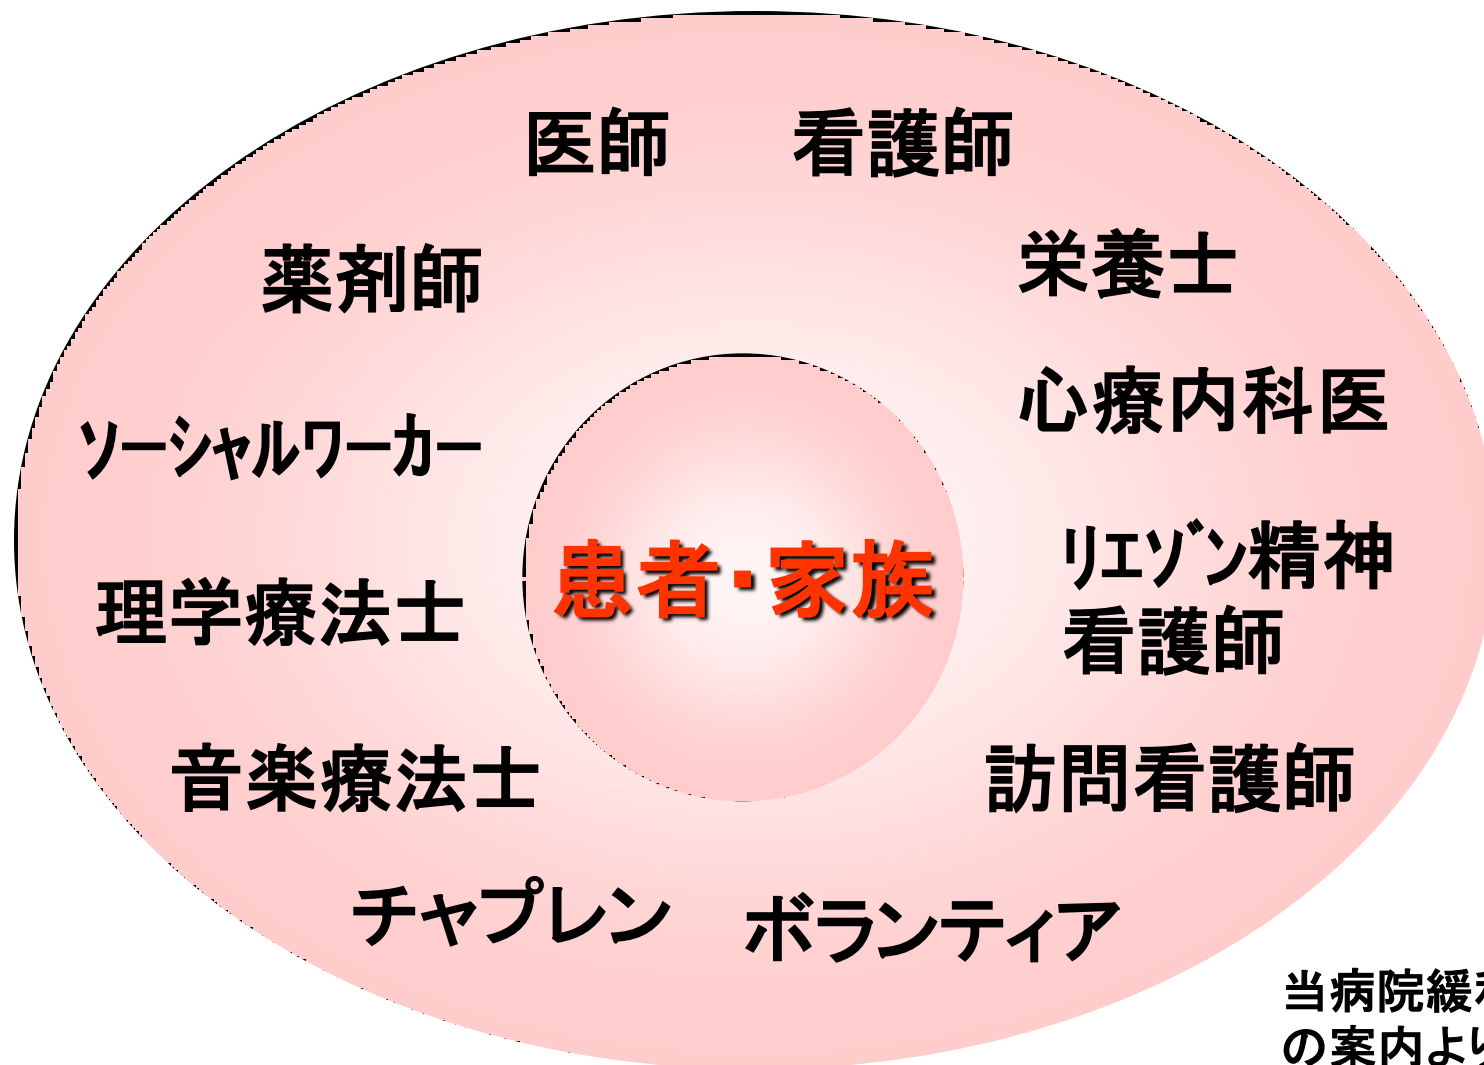 医師 看護師
薬剤師
栄養士
心療内科医
ソーシャルワーカー
リエゾン精神
看護師
患者・家族
理学療法士
音楽療法士
訪問看護師
チャプレン
ボランティア
当病院緩
の案内より